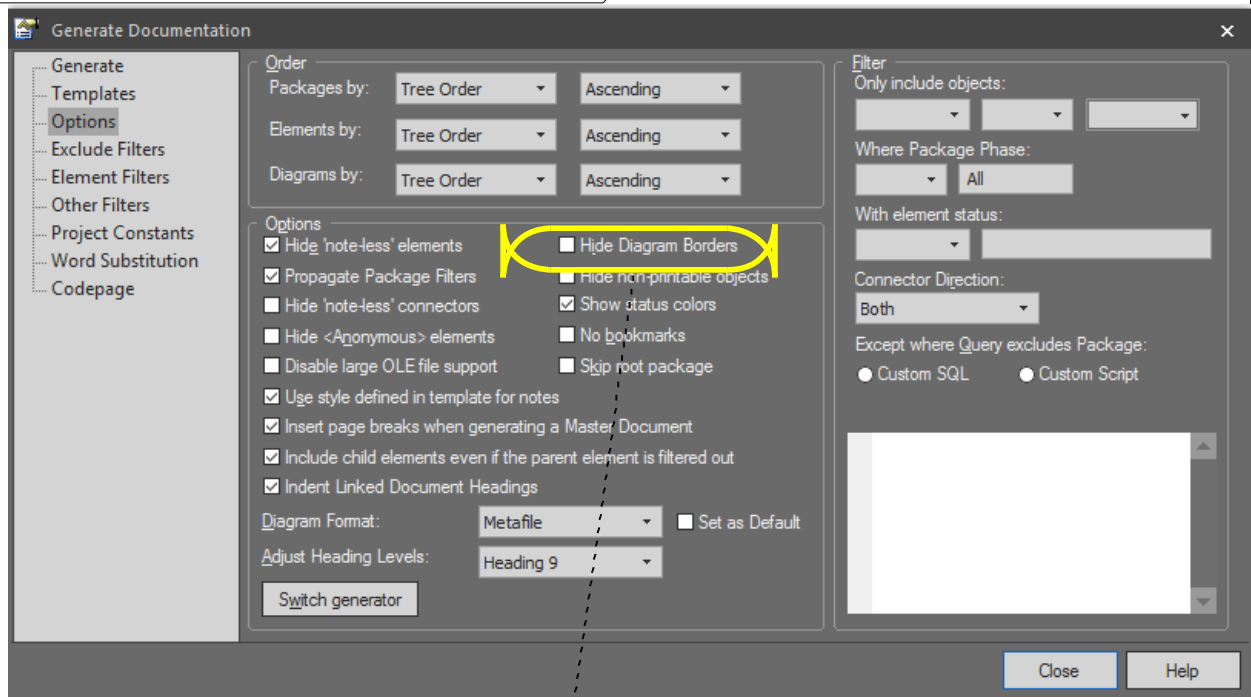 Generate Documentation
Generate
Templates
Options
Exclude Filters
Element Filters
Other Filters
Project Constants
Word Substitution
Codepage
Order
Packages by: Tree Order Ascending
Elements by: Tree Order Ascending
Diagrams by: Tree Order Ascending
Options
Hide 'note-less' elements Hide Diagram Borders
Propagate Package Filters Hide non-printable objects
Hide 'note-less' connectors Show status colors
Hide <Anonymous> elements No bookmarks
Disable large OLE file support Skip root package
Use style defined in template for notes
Insert page breaks when generating a Master Document
Include child elements even if the parent element is filtered out
Indent Linked Document Headings
Diagram Format: Metafile Set as Default
Adjust Heading Levels: Heading 9
Switch generator
Filter
Only include objects:
Where Package Phase:
All
With element status:
Connector Direction:
Both
Except where Query excludes Package:
Custom SQL Custom Script
Close Help